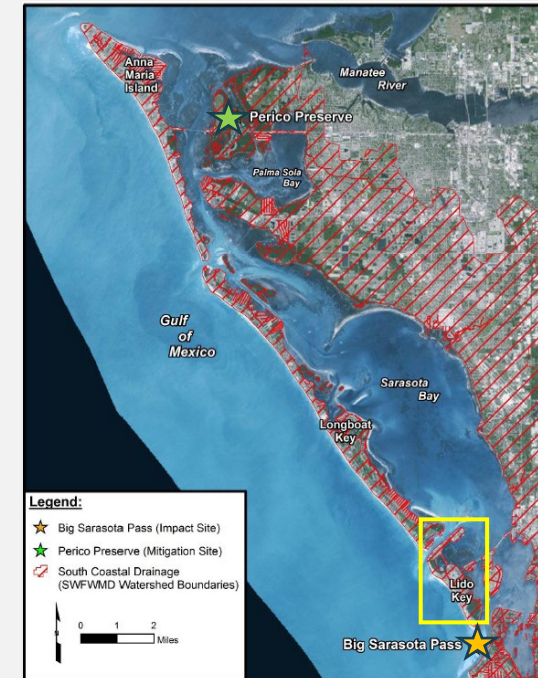 Anna
Maria
Island
Manatee
River
Perico Preserve
Palma Sola
Bay
Gulf
of
Mexico
Sarasota
Bay
Longboat
Key
Lido
Key
Big Sarasota Pass
Legend:
Big Sarasota Pass (Impact Site)
Perico Preserve (Mitigation Site)
South Coastal Drainage
(SWFWMD Watershed Boundaries)
N
0 1 2
Miles